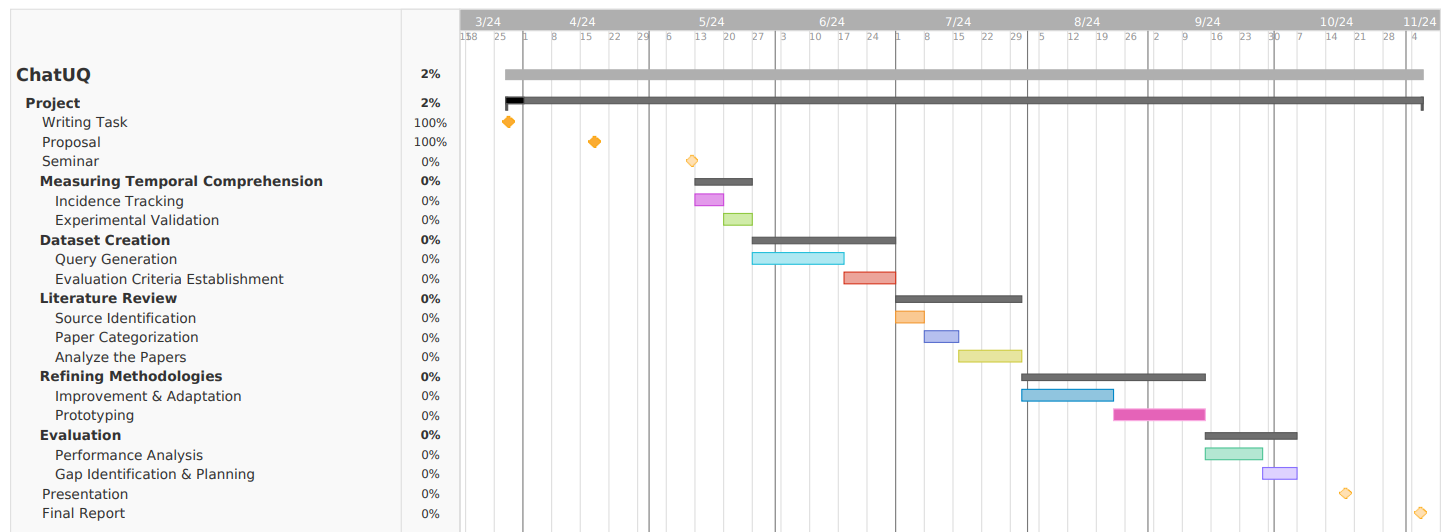 3/24 4/24 5/24 6/24 7/24 8/24 9/24 10/24 11/24
18 25 1 8 15 22 29 6 13 20 27 3 10 17 24 1 8 15 22 29 5 12 19 26 2 9 16 23 30 7 14 21 28 4
ChatUQ 2%
Project 2%
Writing Task 100%
Proposal 100%
Seminar 0%
Measuring Temporal Comprehension 0%
Incidence Tracking 0%
Experimental Validation 0%
Dataset Creation 0%
Query Generation 0%
Evaluation Criteria Establishment 0%
Literature Review 0%
Source Identification 0%
Paper Categorization 0%
Analyze the Papers 0%
Refining Methodologies 0%
Improvement & Adaptation 0%
Prototyping 0%
Evaluation 0%
Performance Analysis 0%
Gap Identification & Planning 0%
Presentation 0%
Final Report 0%